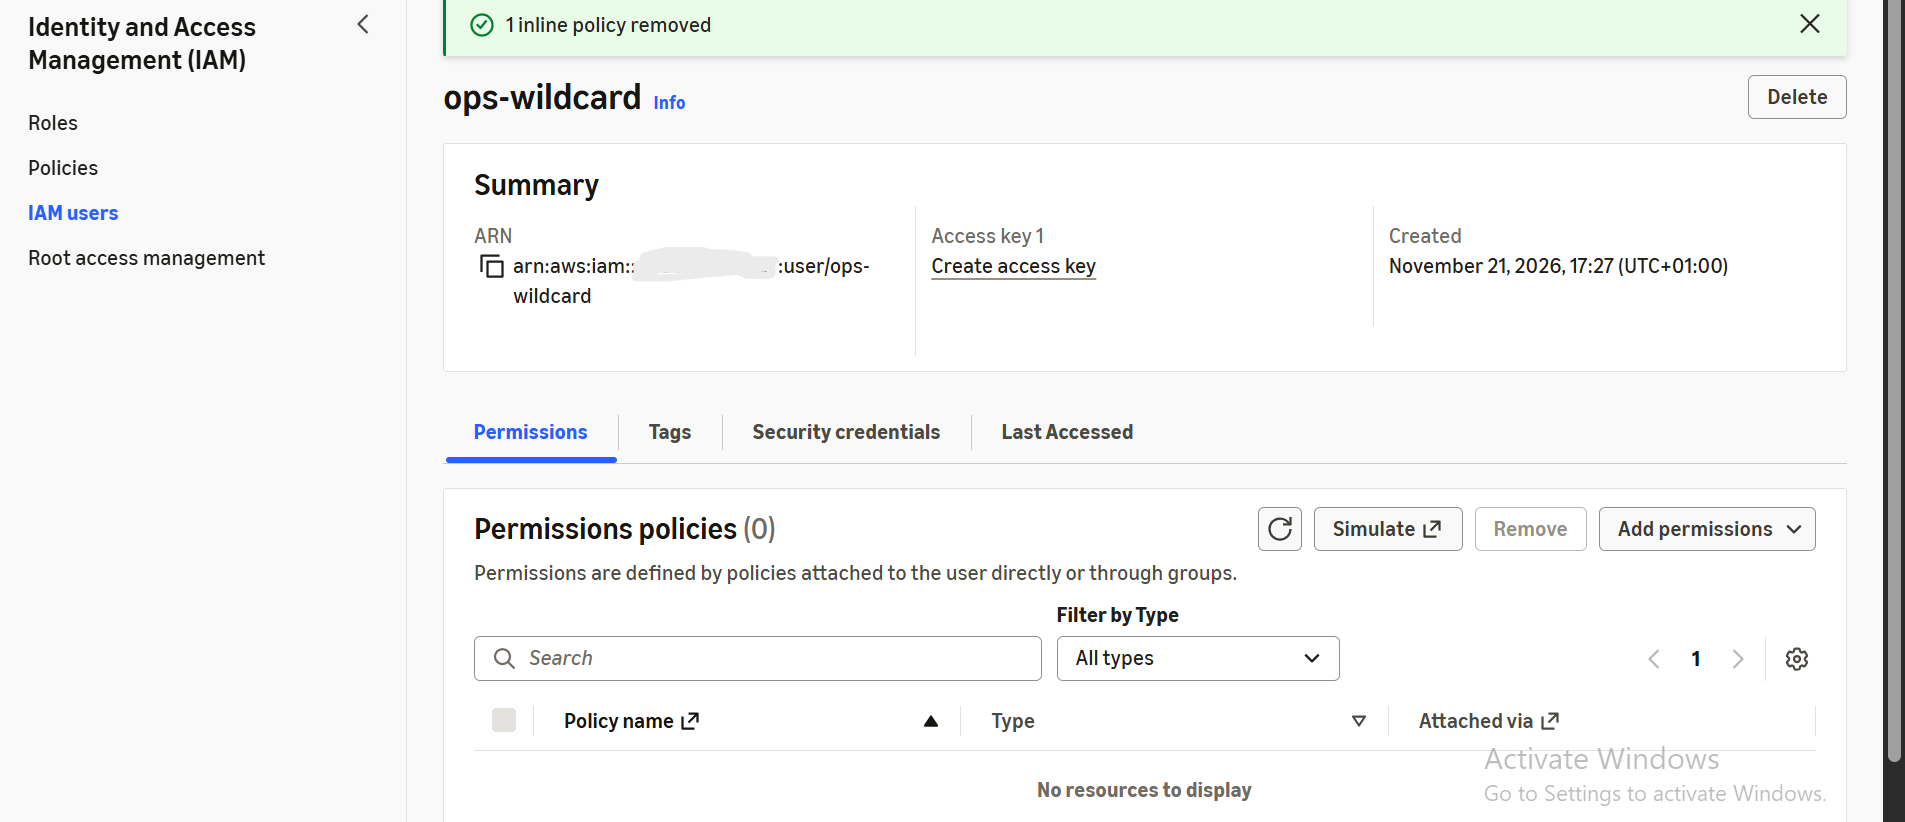 Identity and Access
Management (IAM)
Roles
Policies
IAM users
Root access management
1 inline policy removed
ops-wildcard Info
Delete
Summary
ARN
arn:aws:iam:: :user/ops-
wildcard
Access key 1
Create access key
Created
November 21, 2026, 17:27 (UTC+01:00)
Permissions
Tags
Security credentials
Last Accessed
Permissions policies (0)
Simulate
Remove
Add permissions
Permissions are defined by policies attached to the user directly or through groups.
Filter by Type
Search
All types
1
Policy name
Type
Attached via
No resources to display
Activate Windows
Go to Settings to activate Windows.